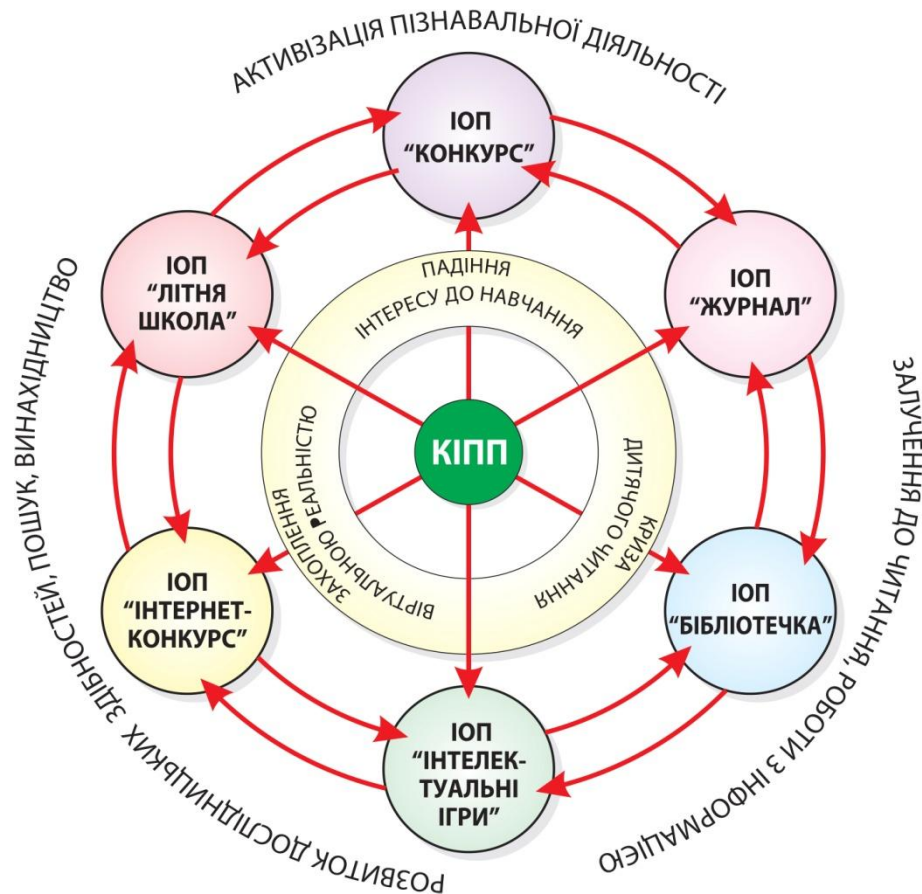 АКТИВІЗАЦІЯ ПІЗНАВАЛЬНОЇ ДІЯЛЬНОСТІ
ІОП
“КОНКУРС”
ІОП
“ЛІТНЯ
ШКОЛА”
ІОП
“ЖУРНАЛ”
ПАДІННЯ
ІНТЕРЕСУ ДО НАВЧАННЯ
КІПП
ЗАХОПЛЕННЯ
ВІРТУАЛЬНОЮ РЕАЛЬНІСТЮ
КРИЗА
ДИТЯЧОГО ЧИТАННЯ
ІОП
“ІНТЕРНЕТ-
КОНКУРС”
ІОП
“БІБЛІОТЕЧКА”
ІОП
“ІНТЕЛЕК-
ТУАЛЬНІ
ІГРИ”
РОЗВИТОК ДОСЛІДНИЦЬКИХ ЗДІБНОСТЕЙ, ПОШУК, ВИНАХІДНИЦТВО
ЗАЛУЧЕННЯ ДО ЧИТАННЯ, РОБОТИ З ІНФОРМАЦІЄЮ